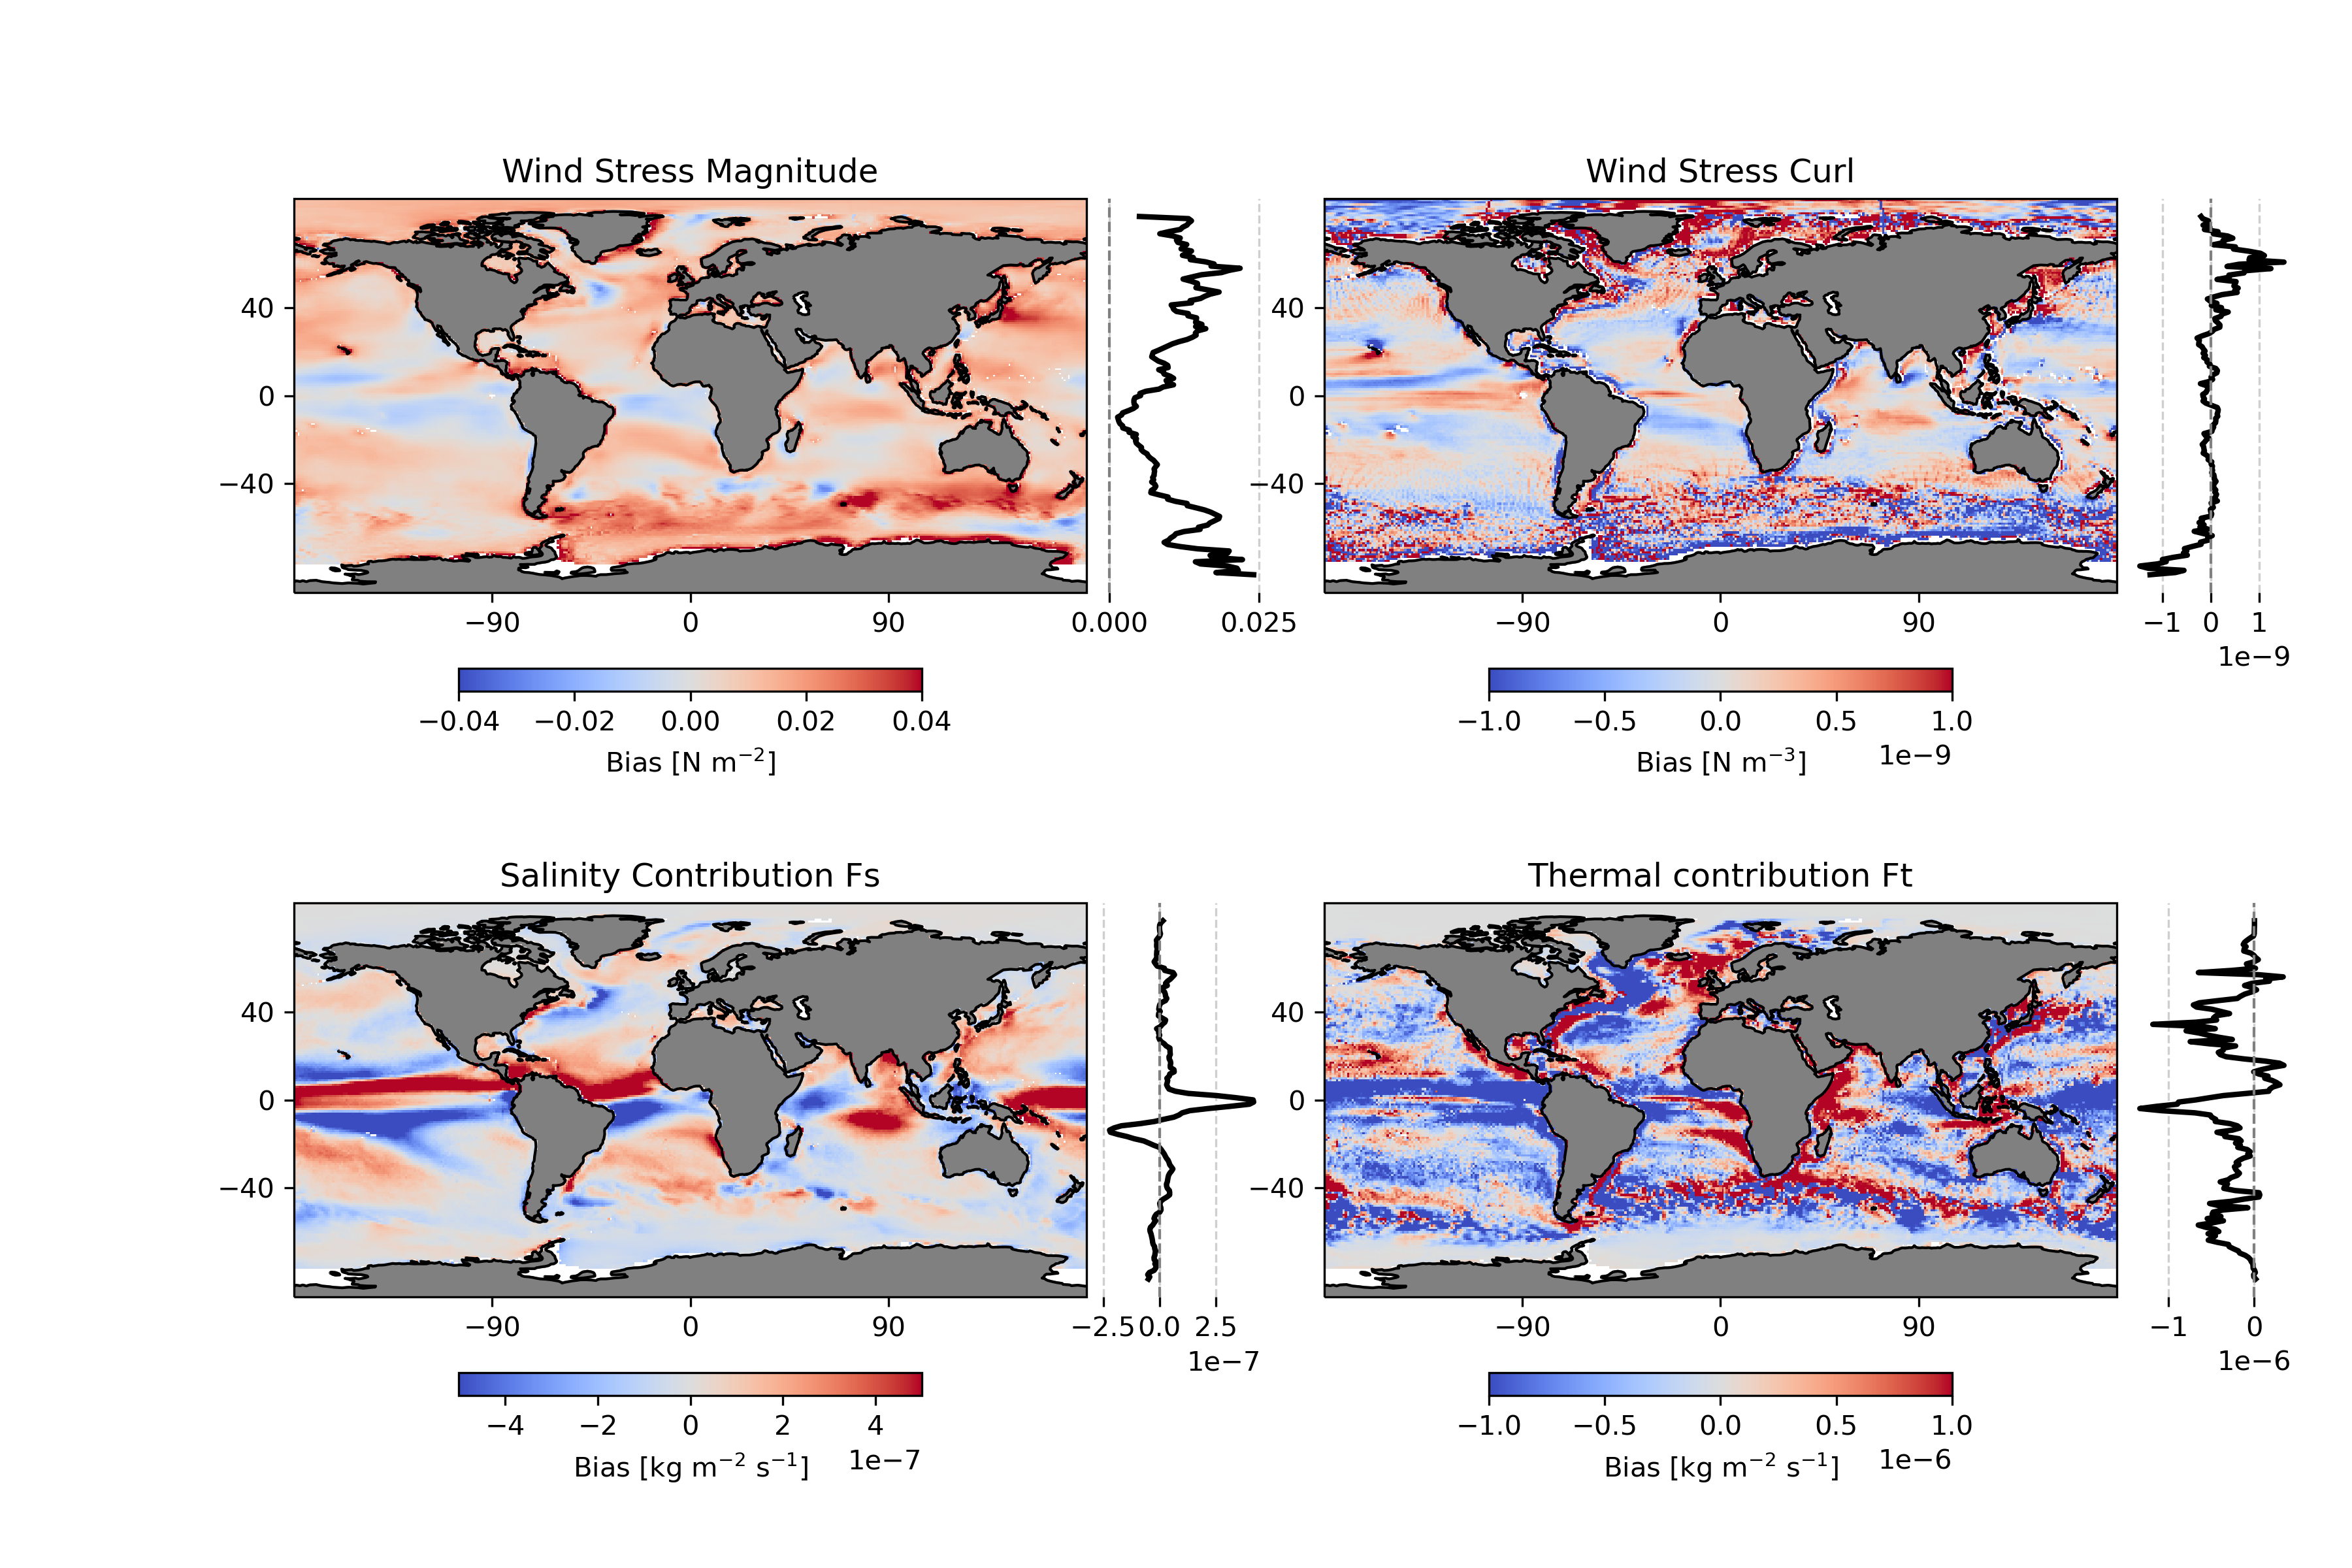 Wind Stress Magnitude
Wind Stress Curl
40
0
−40
−90 0 90
0.000 0.025
40
0
−40
−90 0 90
−1 0 1
1e−9
−0.04 −0.02 0.00 0.02 0.04
Bias [N m⁻²]
−1.0 −0.5 0.0 0.5 1.0
1e−9
Bias [N m⁻³]
Salinity Contribution Fs
Thermal contribution Ft
40
0
−40
−90 0 90
−2.5 0.0 2.5
1e−7
40
0
−40
−90 0 90
−1 0
1e−6
−4 −2 0 2 4
1e−7
Bias [kg m⁻² s⁻¹]
−1.0 −0.5 0.0 0.5 1.0
1e−6
Bias [kg m⁻² s⁻¹]